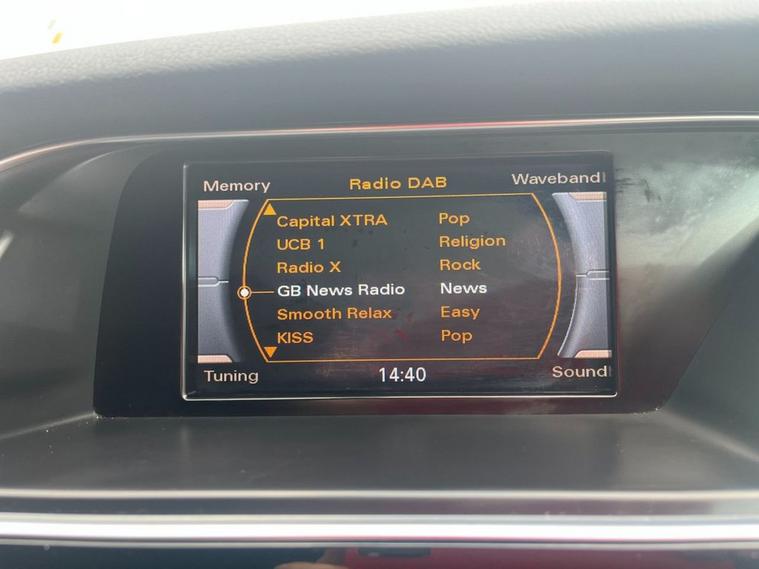 Memory Radio DAB Waveband
Capital XTRA Pop
UCB 1 Religion
Radio X Rock
GB News Radio News
Smooth Relax Easy
KISS Pop
Tuning 14:40 Sound